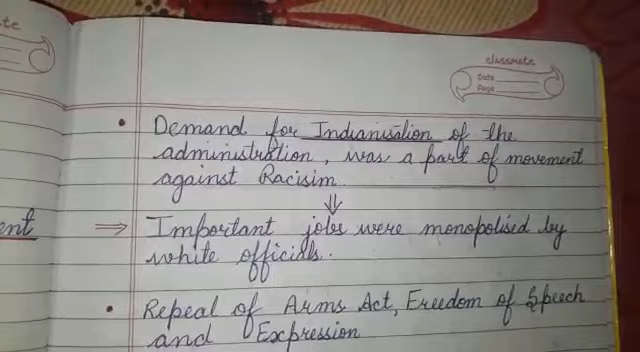 classmate
Date
Page
• Demand for Indianisation of the
administration, was a part of movement
against Racisim
↓
ent ⇒ Important jobs were monopolised by
white officials.
• Repeal of Arms Act, Freedom of Speech
and Expression